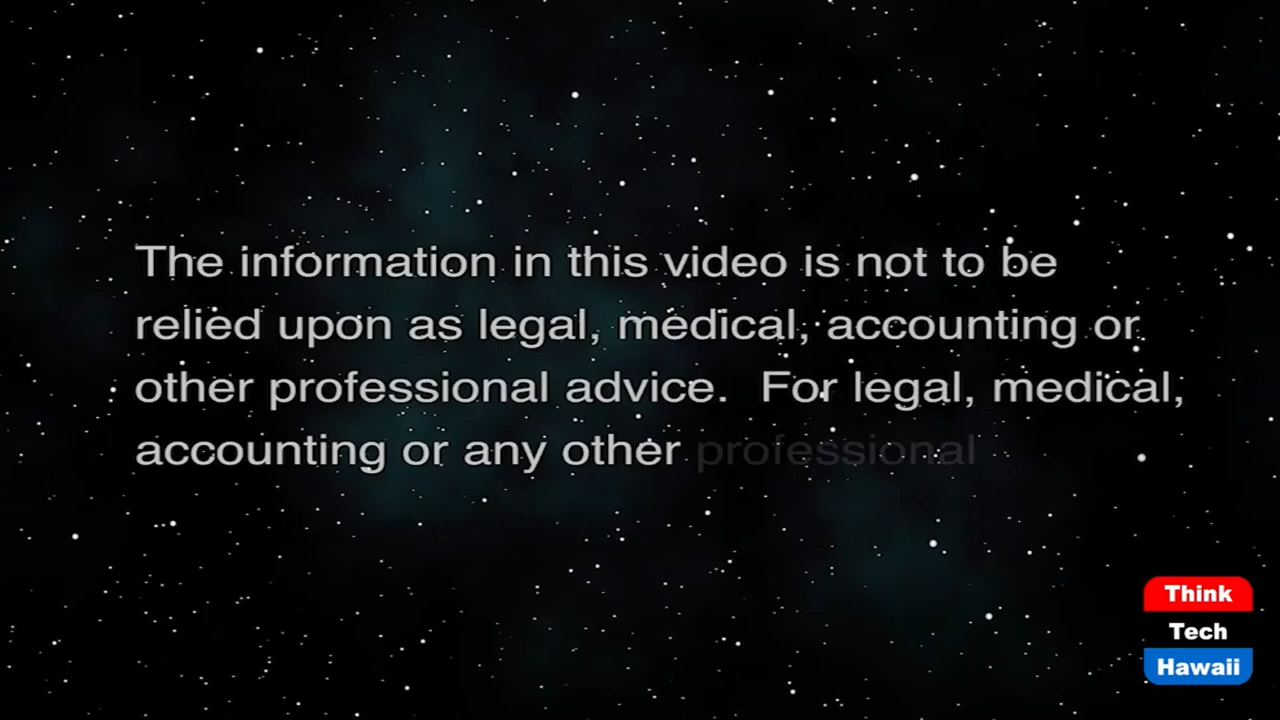 The information in this video is not to be
relied upon as legal, medical, accounting or
other professional advice.  For legal, medical,
accounting or any other professional
Think
Tech
Hawaii